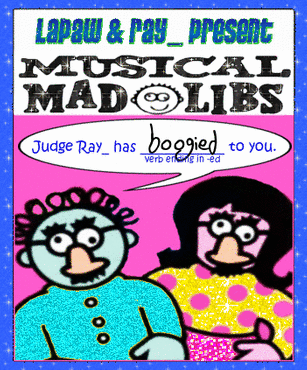 Lapaw & Ray_ present
MUSICAL
MAD LIBS
Judge Ray_ has boggied to you.
verb ending in -ed